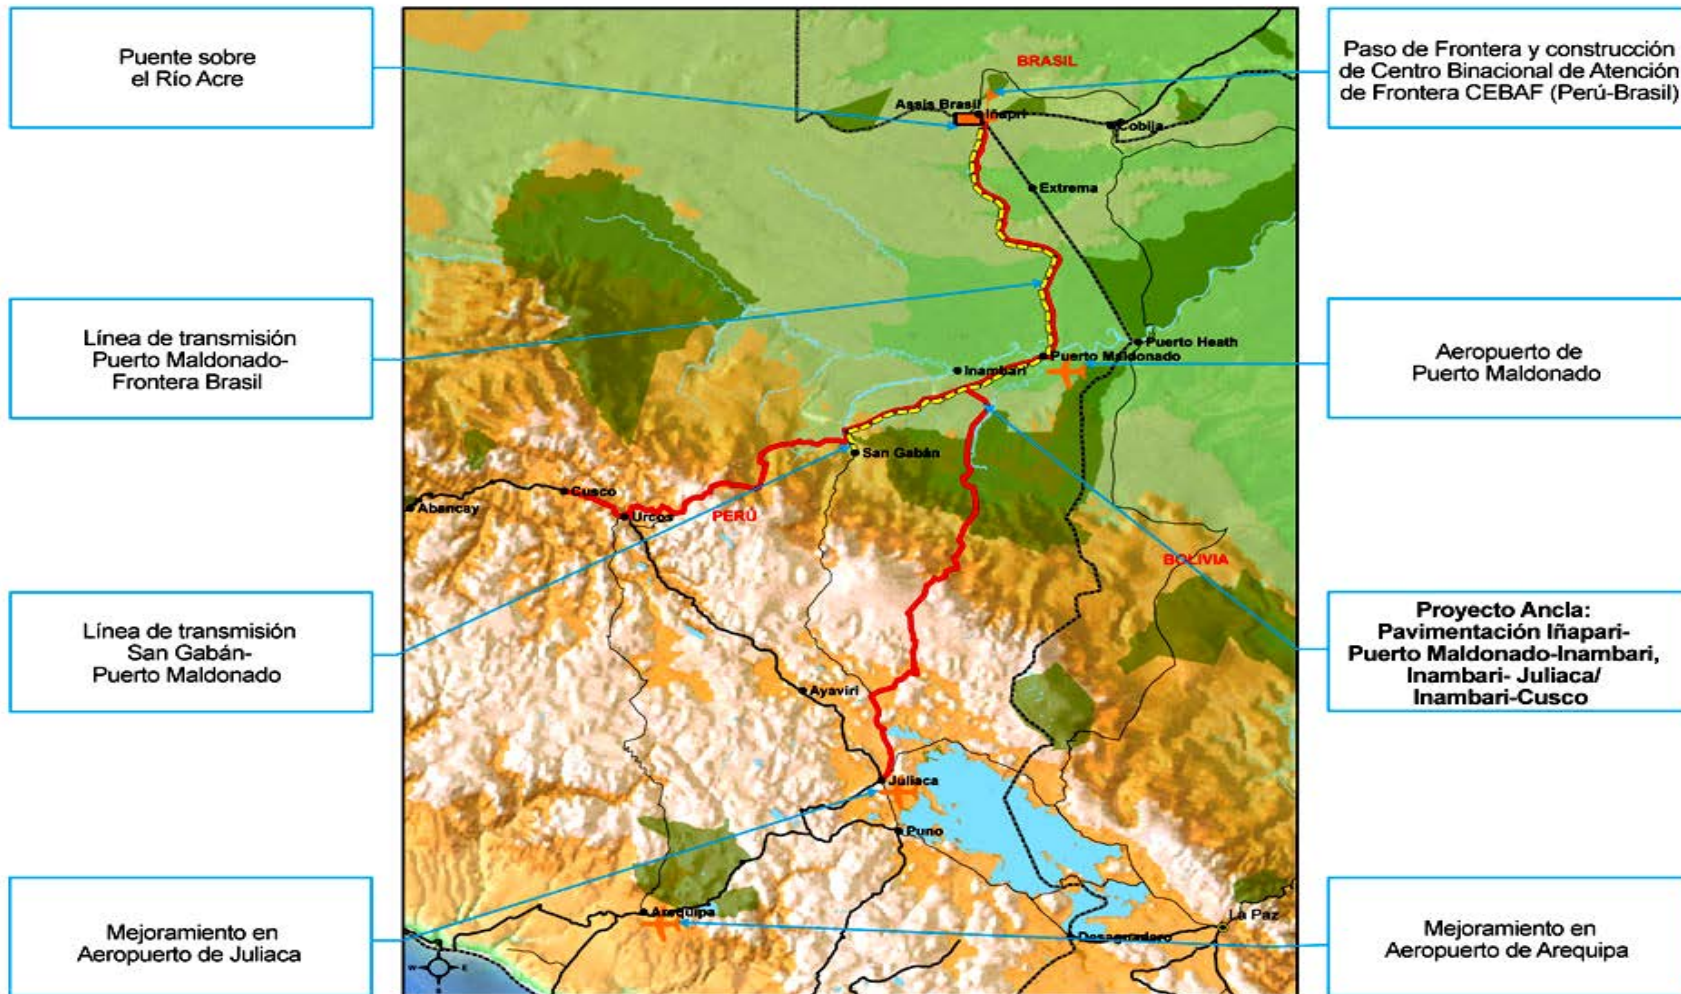 Puente sobre
el Río Acre
Línea de transmisión
Puerto Maldonado-
Frontera Brasil
Línea de transmisión
San Gabán-
Puerto Maldonado
Mejoramiento en
Aeropuerto de Juliaca
BRASIL
Assis Brasil
Iñapri
Cobija
Extrema
Puerto Heath
Puerto Maldonado
Inambari
San Gabán
Cusco
Abancay
Urcos
PERÚ
BOLIVIA
Ayaviri
Juliaca
Puno
Arequipa
La Paz
Desaguadero
W
E
Paso de Frontera y construcción
de Centro Binacional de Atención
de Frontera CEBAF (Perú-Brasil)
Aeropuerto de
Puerto Maldonado
Proyecto Ancla:
Pavimentación Iñapari-
Puerto Maldonado-Inambari,
Inambari- Juliaca/
Inambari-Cusco
Mejoramiento en
Aeropuerto de Arequipa